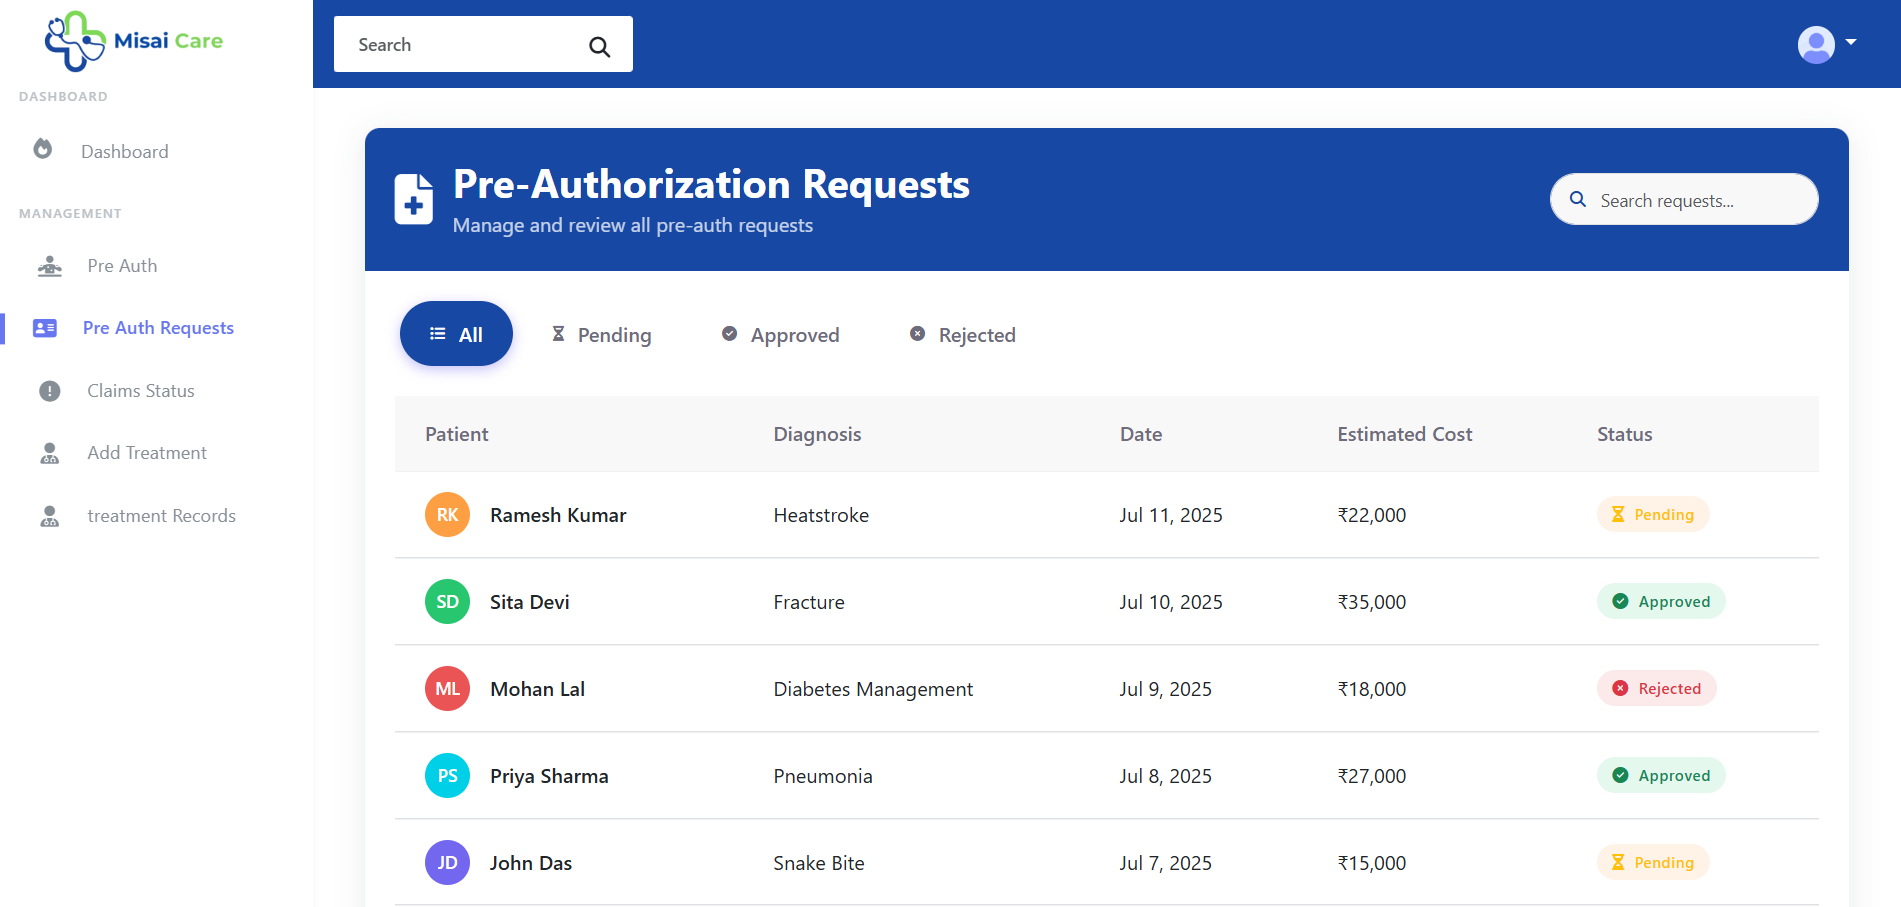 Misai Care
DASHBOARD
Dashboard
MANAGEMENT
Pre Auth
Pre Auth Requests
Claims Status
Add Treatment
treatment Records
Search
Pre-Authorization Requests
Manage and review all pre-auth requests
Search requests...
All Pending Approved Rejected
Patient Diagnosis Date Estimated Cost Status
RK Ramesh Kumar Heatstroke Jul 11, 2025 ₹22,000 Pending
SD Sita Devi Fracture Jul 10, 2025 ₹35,000 Approved
ML Mohan Lal Diabetes Management Jul 9, 2025 ₹18,000 Rejected
PS Priya Sharma Pneumonia Jul 8, 2025 ₹27,000 Approved
JD John Das Snake Bite Jul 7, 2025 ₹15,000 Pending